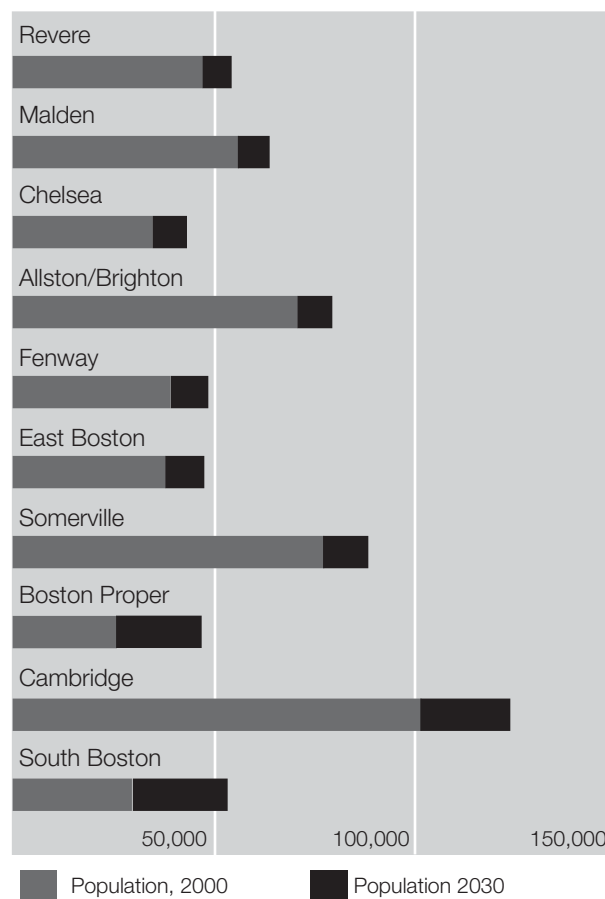 Revere
Malden
Chelsea
Allston/Brighton
Fenway
East Boston
Somerville
Boston Proper
Cambridge
South Boston
50,000 100,000 150,000
Population, 2000 Population 2030